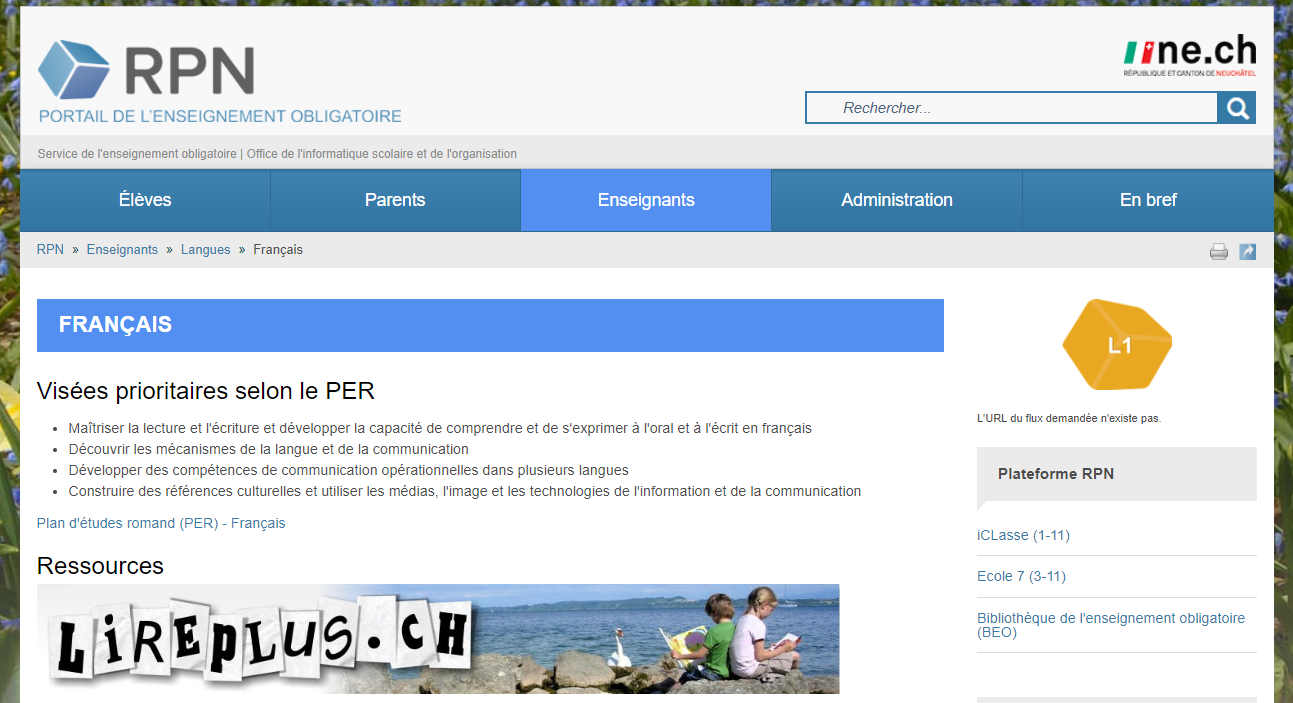 RPN
PORTAIL DE L'ENSEIGNEMENT OBLIGATOIRE
ne.ch
RÉPUBLIQUE ET CANTON DE NEUCHÂTEL
Rechercher...
Service de l'enseignement obligatoire | Office de l'informatique scolaire et de l'organisation
Élèves
Parents
Enseignants
Administration
En bref
RPN » Enseignants » Langues » Français
FRANÇAIS
Visées prioritaires selon le PER
• Maîtriser la lecture et l'écriture et développer la capacité de comprendre et de s'exprimer à l'oral et à l'écrit en français
• Découvrir les mécanismes de la langue et de la communication
• Développer des compétences de communication opérationnelles dans plusieurs langues
• Construire des références culturelles et utiliser les médias, l'image et les technologies de l'information et de la communication
Plan d'études romand (PER) - Français
Ressources
LiREPLUS.CH
L1
L'URL du flux demandée n'existe pas.
Plateforme RPN
iCLasse (1-11)
Ecole 7 (3-11)
Bibliothèque de l'enseignement obligatoire
(BEO)